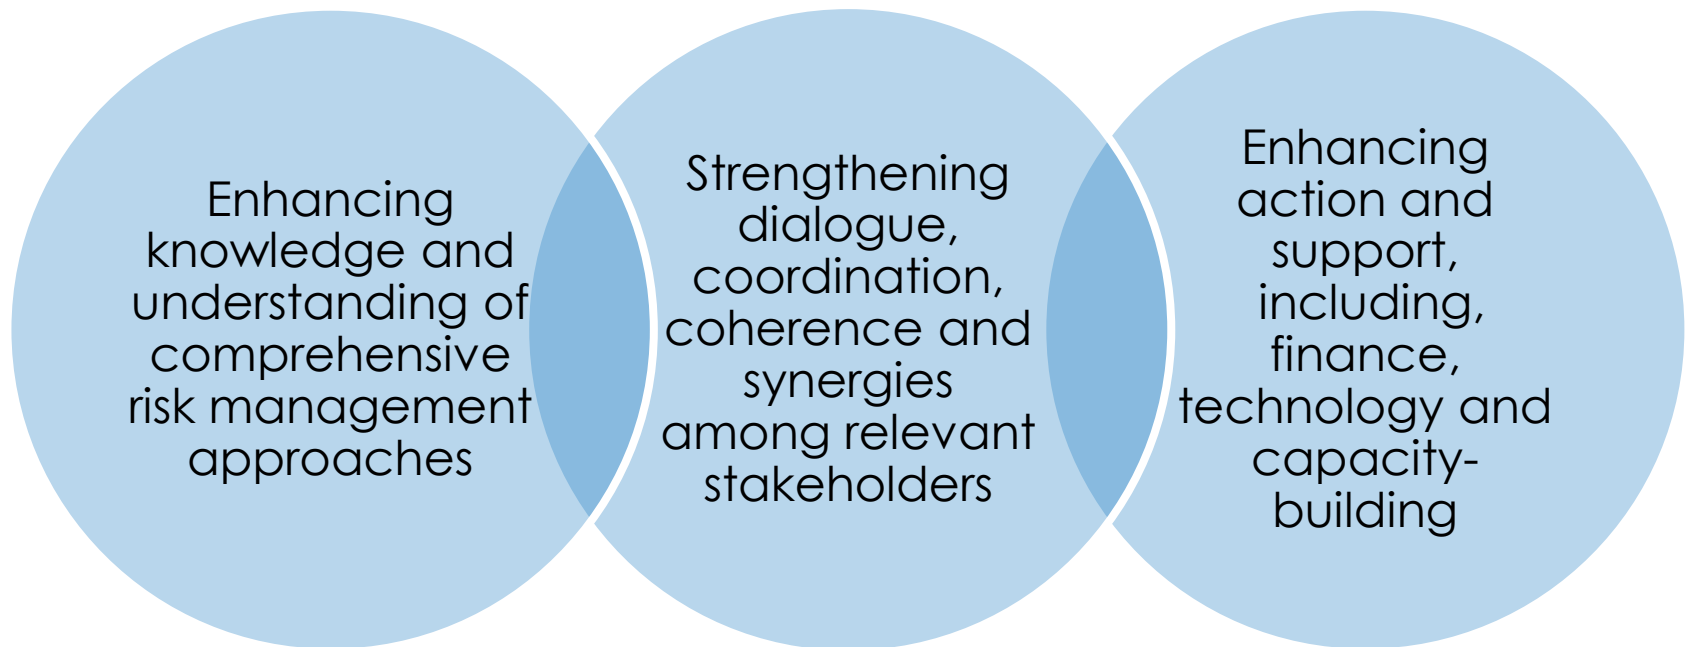 Enhancing
knowledge and
understanding of
comprehensive
risk management
approaches
Strengthening
dialogue,
coordination,
coherence and
synergies
among relevant
stakeholders
Enhancing
action and
support,
including,
finance,
technology and
capacity-
building